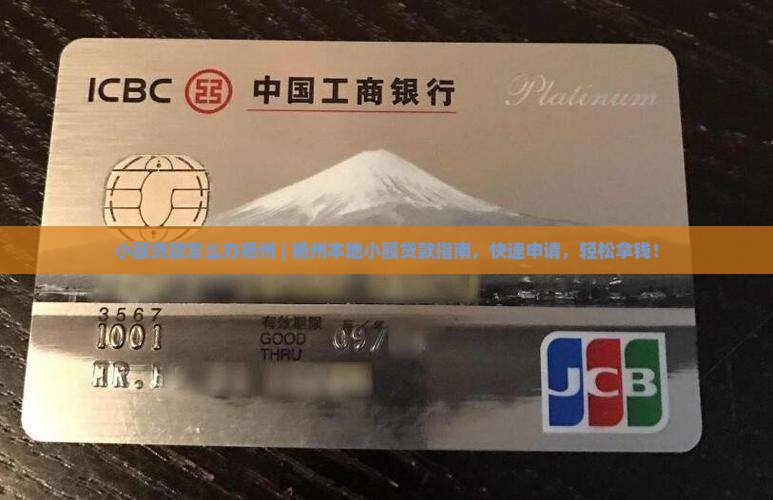 ICBC 中国工商银行 Platinum
小额贷款怎么办扬州 | 扬州本地小额贷款指南，快速申请，轻松拿钱！
3567
1001
有效期限
GOOD
THRU
MR.
JCB